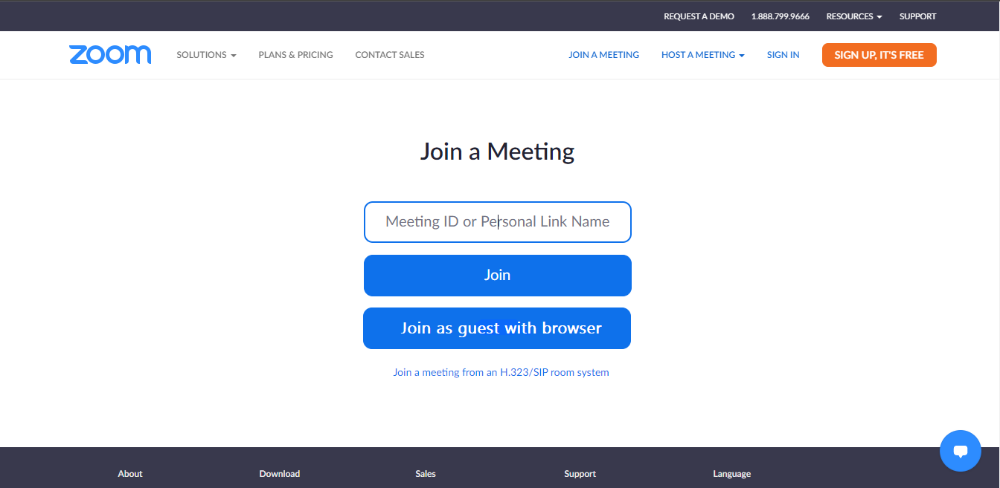 REQUEST A DEMO 1.888.799.9666 RESOURCES SUPPORT
zoom SOLUTIONS PLANS & PRICING CONTACT SALES JOIN A MEETING HOST A MEETING SIGN IN SIGN UP, IT'S FREE
Join a Meeting
Meeting ID or Personal Link Name
Join
Join as guest with browser
Join a meeting from an H.323/SIP room system
About Download Sales Support Language